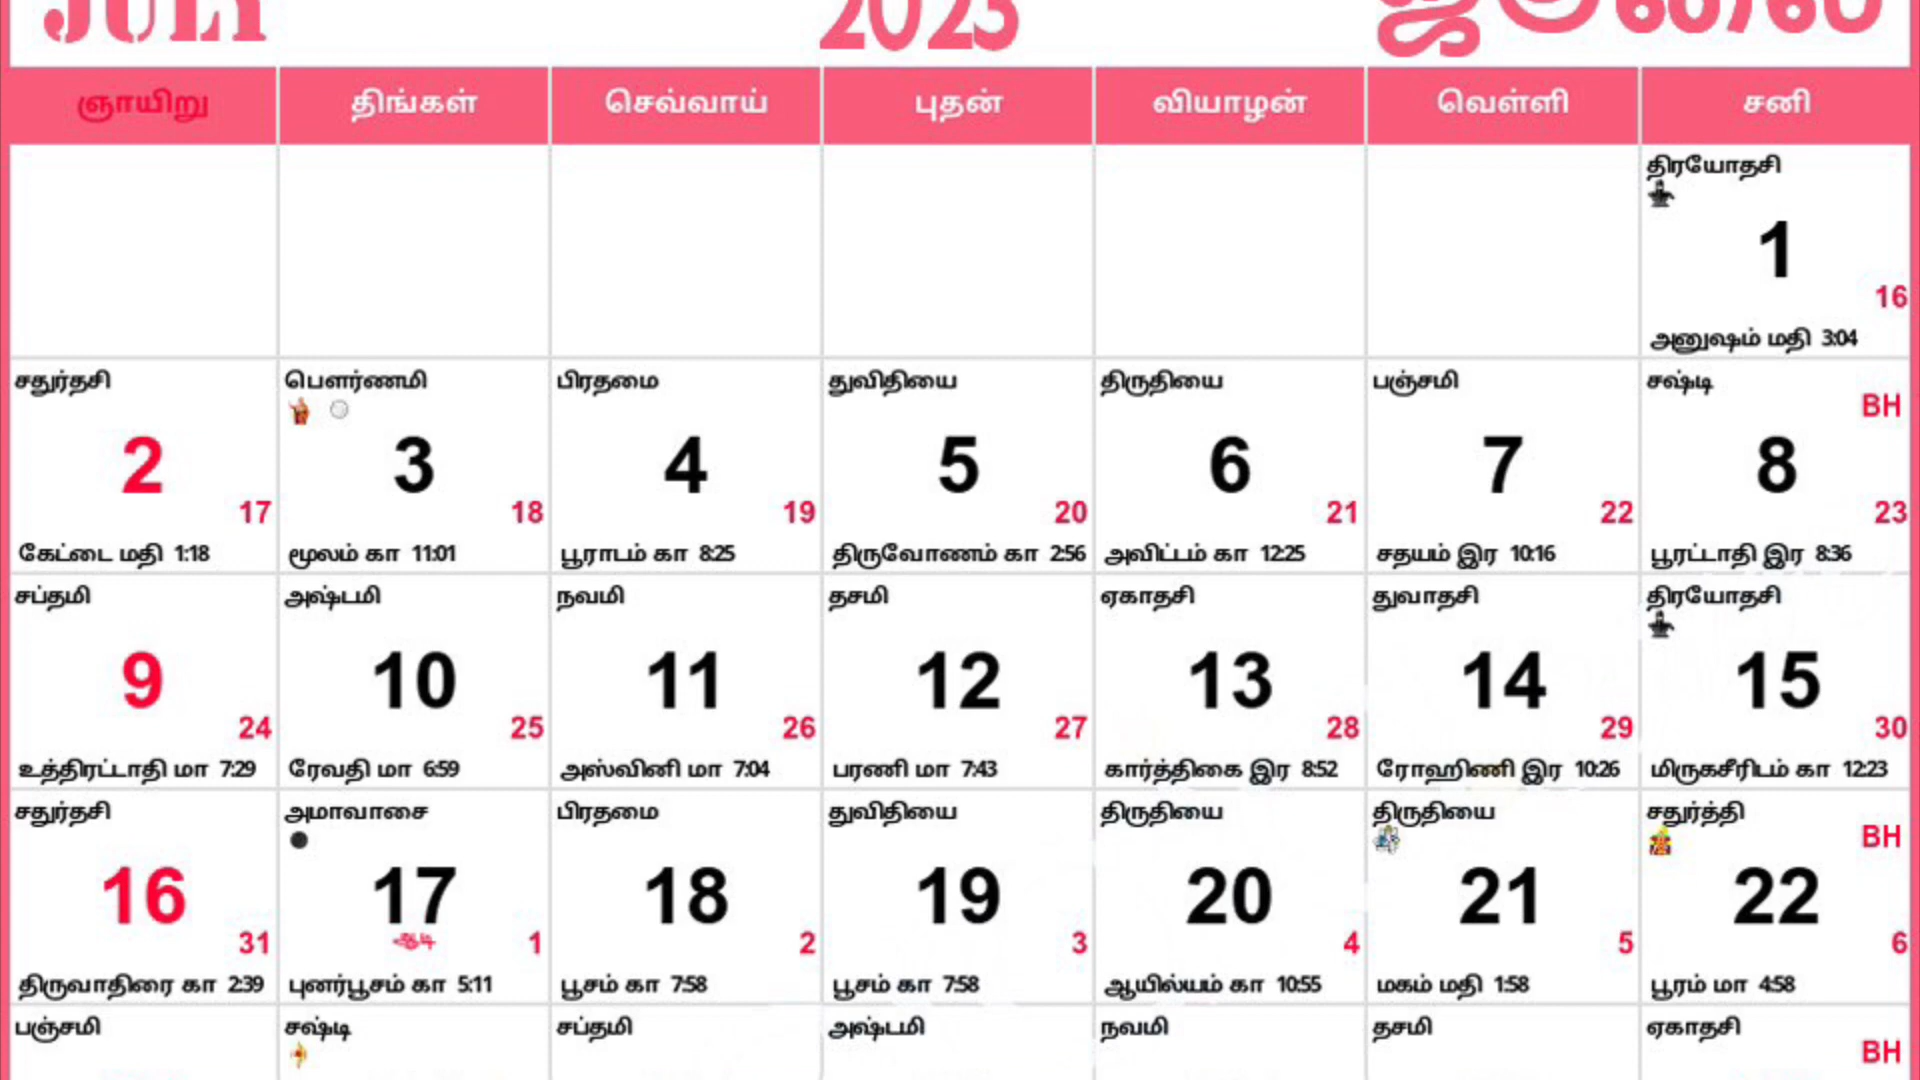 JULY 2023 ஜூலை
ஞாயிறு திங்கள் செவ்வாய் புதன் வியாழன் வெள்ளி சனி
திரயோதசி
1
16
அனுஷம் மதி 3:04
சதுர்தசி பௌர்ணமி பிரதமை துவிதியை திருதியை பஞ்சமி சஷ்டி
BH
2 3 4 5 6 7 8
17 18 19 20 21 22 23
கேட்டை மதி 1:18 மூலம் கா 11:01 பூராடம் கா 8:25 திருவோணம் கா 2:56 அவிட்டம் கா 12:25 சதயம் இர 10:16 பூரட்டாதி இர 8:36
சப்தமி அஷ்டமி நவமி தசமி ஏகாதசி துவாதசி திரயோதசி
9 10 11 12 13 14 15
24 25 26 27 28 29 30
உத்திரட்டாதி மா 7:29 ரேவதி மா 6:59 அஸ்வினி மா 7:04 பரணி மா 7:43 கார்த்திகை இர 8:52 ரோஹிணி இர 10:26 மிருகசீரிடம் கா 12:23
சதுர்தசி அமாவாசை பிரதமை துவிதியை திருதியை திருதியை சதுர்த்தி
BH
16 17 18 19 20 21 22
31 ஆடி 1 2 3 4 5 6
திருவாதிரை கா 2:39 புனர்பூசம் கா 5:11 பூசம் கா 7:58 பூசம் கா 7:58 ஆயில்யம் கா 10:55 மகம் மதி 1:58 பூரம் மா 4:58
பஞ்சமி சஷ்டி சப்தமி அஷ்டமி நவமி தசமி ஏகாதசி
BH